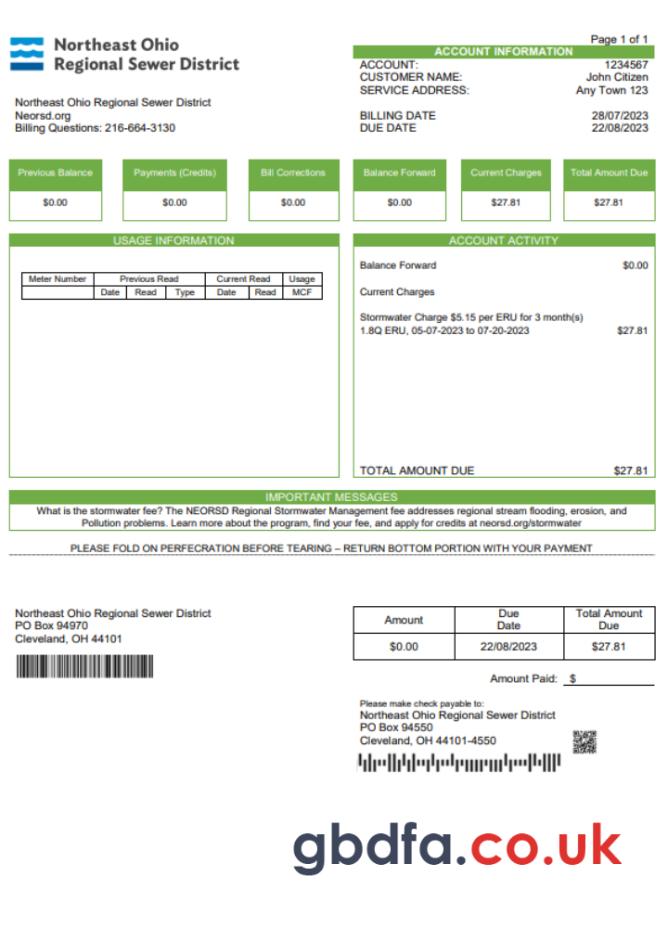 Northeast Ohio
Regional Sewer District
Page 1 of 1
ACCOUNT INFORMATION
ACCOUNT: 1234567
CUSTOMER NAME: John Citizen
SERVICE ADDRESS: Any Town 123
Northeast Ohio Regional Sewer District
Neorsd.org
Billing Questions: 216-664-3130
BILLING DATE 28/07/2023
DUE DATE 22/08/2023
Previous Balance Payments (Credits) Bill Corrections Balance Forward Current Charges Total Amount Due
$0.00 $0.00 $0.00 $0.00 $27.81 $27.81
USAGE INFORMATION
Meter Number Previous Read Current Read Usage
Date Read Type Date Read MCF
ACCOUNT ACTIVITY
Balance Forward $0.00
Current Charges
Stormwater Charge $5.15 per ERU for 3 month(s)
1.8Q ERU, 05-07-2023 to 07-20-2023 $27.81
TOTAL AMOUNT DUE $27.81
IMPORTANT MESSAGES
What is the stormwater fee? The NEORSD Regional Stormwater Management fee addresses regional stream flooding, erosion, and
Pollution problems. Learn more about the program, find your fee, and apply for credits at neorsd.org/stormwater
PLEASE FOLD ON PERFECRATION BEFORE TEARING – RETURN BOTTOM PORTION WITH YOUR PAYMENT
Northeast Ohio Regional Sewer District
PO Box 94970
Cleveland, OH 44101
Amount Due Date Total Amount Due
$0.00 22/08/2023 $27.81
Amount Paid: $
Please make check payable to:
Northeast Ohio Regional Sewer District
PO Box 94550
Cleveland, OH 44101-4550
gbdfa.co.uk